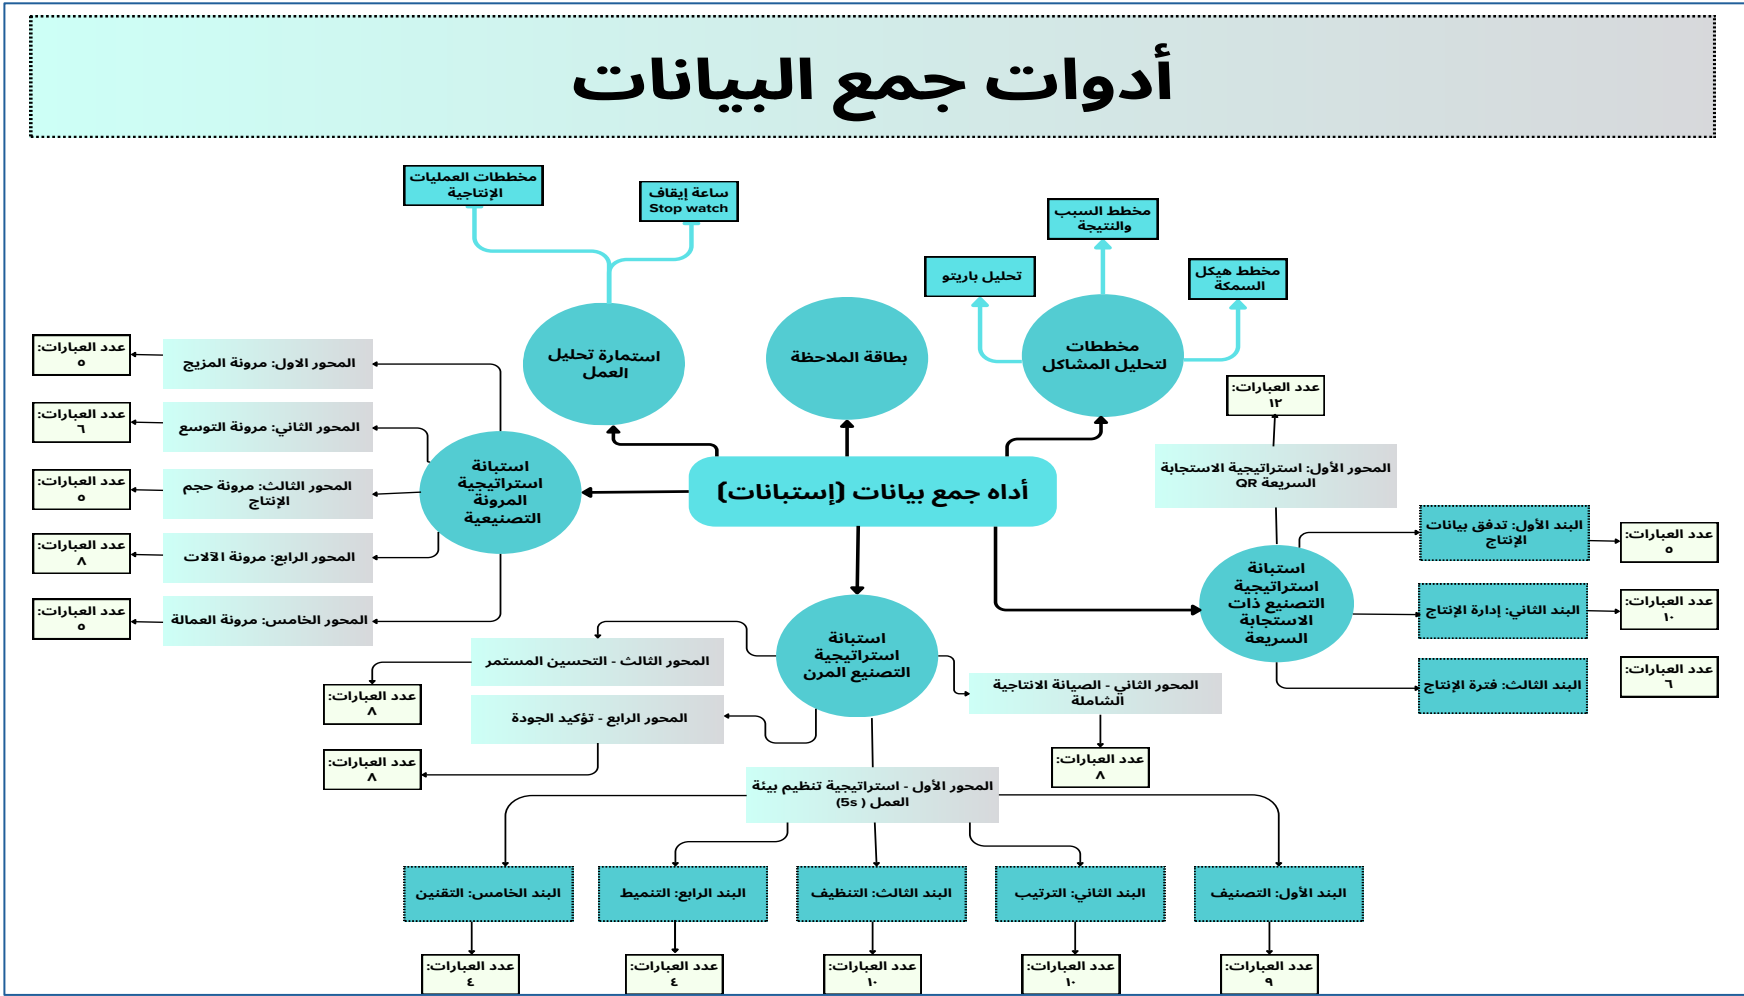 أدوات جمع البيانات
مخططات العمليات
الإنتاجية
ساعة إيقاف
Stop watch
مخطط السبب
والنتيجة
تحليل باريتو
مخطط هيكل
السمكة
استمارة تحليل
العمل
بطاقة الملاحظة
مخططات
لتحليل المشاكل
أداه جمع بيانات (إستبانات)
استبانة
استراتيجية
المرونة
التصنيعية
المحور الاول: مرونة المزيج
عدد العبارات:
٥
المحور الثاني: مرونة التوسع
عدد العبارات:
٦
المحور الثالث: مرونة حجم
الإنتاج
عدد العبارات:
٥
المحور الرابع: مرونة الآلات
عدد العبارات:
٨
المحور الخامس: مرونة العمالة
عدد العبارات:
٥
عدد العبارات:
١٢
المحور الأول: استراتيجية الاستجابة
السريعة QR
استبانة
استراتيجية
التصنيع ذات
الاستجابة
السريعة
البند الأول: تدفق بيانات
الإنتاج
عدد العبارات:
٥
البند الثاني: إدارة الإنتاج
عدد العبارات:
١٠
البند الثالث: فترة الإنتاج
عدد العبارات:
٦
استبانة
استراتيجية
التصنيع المرن
المحور الثالث - التحسين المستمر
عدد العبارات:
٨
المحور الرابع - تؤكيد الجودة
عدد العبارات:
٨
المحور الثاني - الصيانة الانتاجية
الشاملة
عدد العبارات:
٨
المحور الأول - استراتيجية تنظيم بيئة
العمل ( 5s)
البند الأول: التصنيف
البند الثاني: الترتيب
البند الثالث: التنظيف
البند الرابع: التنميط
البند الخامس: التقنين
عدد العبارات:
٩
عدد العبارات:
١٠
عدد العبارات:
١٠
عدد العبارات:
٤
عدد العبارات:
٤